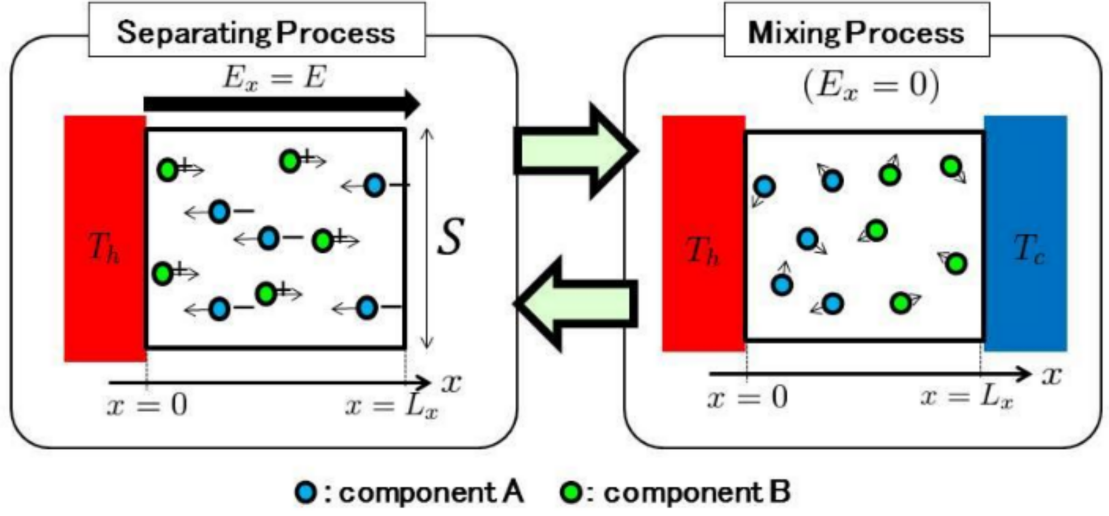 Separating Process
E_x = E
T_h
S
x = 0
x = L_x
x
Mixing Process
(E_x = 0)
T_h
T_c
x = 0
x = L_x
x
: component A
: component B